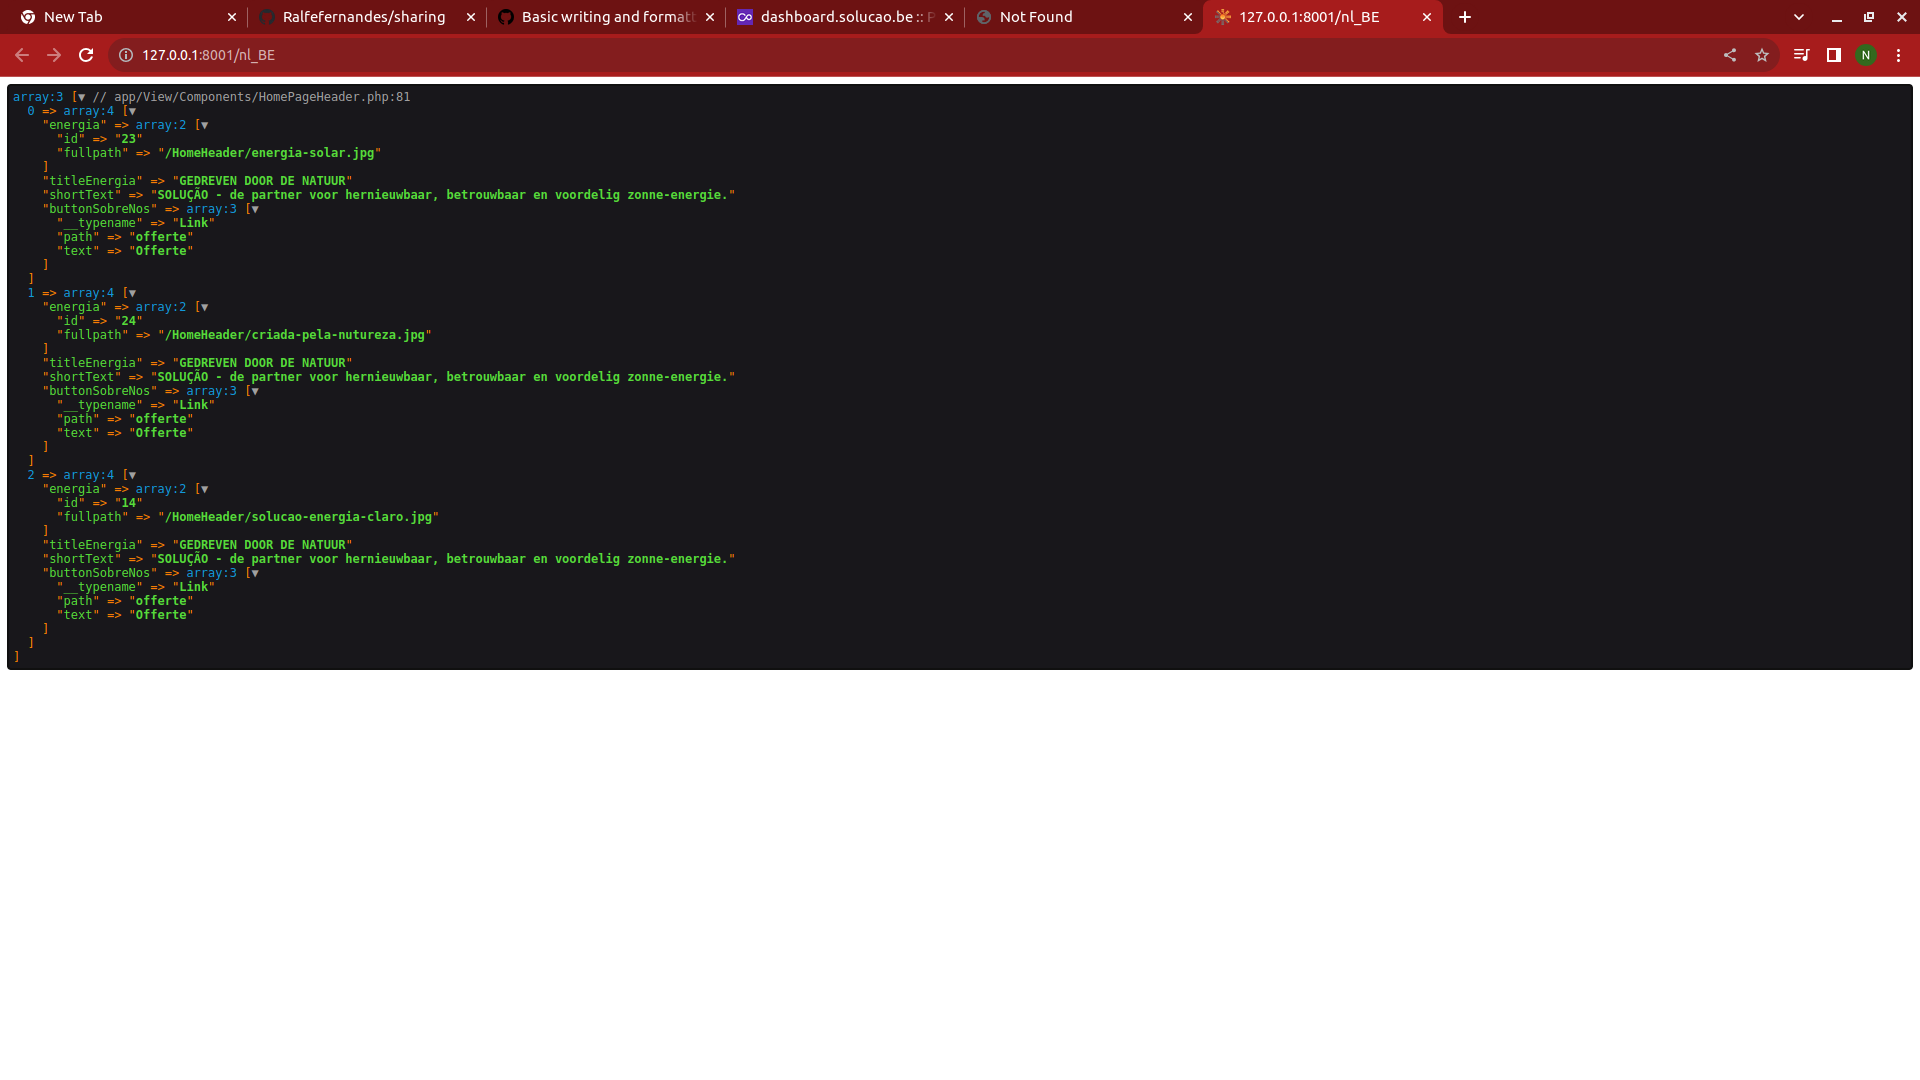 New Tab
Ralfefernandes/sharing
Basic writing and formatt
dashboard.solucao.be :: P
Not Found
127.0.0.1:8001/nl_BE
127.0.0.1:8001/nl_BE
N
array:3 [▼ // app/View/Components/HomePageHeader.php:81
  0 => array:4 [▼
    "energia" => array:2 [▼
      "id" => "23"
      "fullpath" => "/HomeHeader/energia-solar.jpg"
    ]
    "titleEnergia" => "GEDREVEN DOOR DE NATUUR"
    "shortText" => "SOLUÇÃO - de partner voor hernieuwbaar, betrouwbaar en voordelig zonne-energie."
    "buttonSobreNos" => array:3 [▼
      "__typename" => "Link"
      "path" => "offerte"
      "text" => "Offerte"
    ]
  ]
  1 => array:4 [▼
    "energia" => array:2 [▼
      "id" => "24"
      "fullpath" => "/HomeHeader/criada-pela-nutureza.jpg"
    ]
    "titleEnergia" => "GEDREVEN DOOR DE NATUUR"
    "shortText" => "SOLUÇÃO - de partner voor hernieuwbaar, betrouwbaar en voordelig zonne-energie."
    "buttonSobreNos" => array:3 [▼
      "__typename" => "Link"
      "path" => "offerte"
      "text" => "Offerte"
    ]
  ]
  2 => array:4 [▼
    "energia" => array:2 [▼
      "id" => "14"
      "fullpath" => "/HomeHeader/solucao-energia-claro.jpg"
    ]
    "titleEnergia" => "GEDREVEN DOOR DE NATUUR"
    "shortText" => "SOLUÇÃO - de partner voor hernieuwbaar, betrouwbaar en voordelig zonne-energie."
    "buttonSobreNos" => array:3 [▼
      "__typename" => "Link"
      "path" => "offerte"
      "text" => "Offerte"
    ]
  ]
]